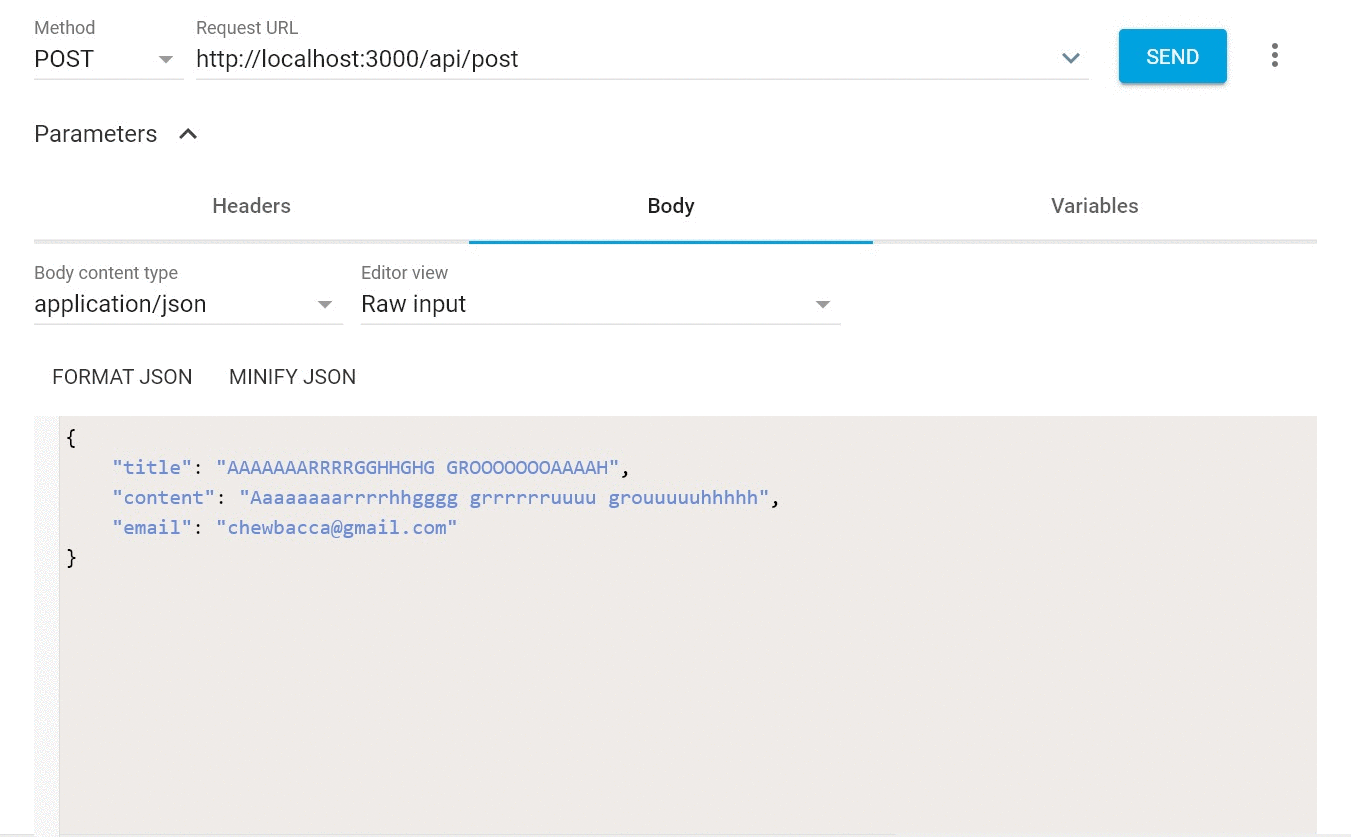 Method Request URL
POST http://localhost:3000/api/post SEND
Parameters
Headers Body Variables
Body content type Editor view
application/json Raw input
FORMAT JSON MINIFY JSON
{
"title": "AAAAAAARRRRGGHHGHG GROOOOOOOAAAAH",
"content": "Aaaaaaaarrrrhhgggg grrrrrruuuu grouuuuuhhhhh",
"email": "chewbacca@gmail.com"
}